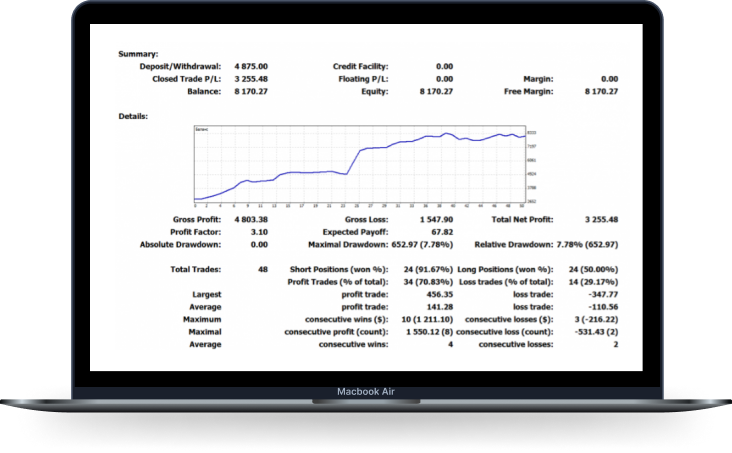 Summary:
Deposit/Withdrawal: 4 875.00 Credit Facility: 0.00
Closed Trade P/L: 3 255.48 Floating P/L: 0.00 Margin: 0.00
Balance: 8 170.27 Equity: 8 170.27 Free Margin: 8 170.27
Details:
Gross Profit: 4 803.38 Gross Loss: 1 547.90 Total Net Profit: 3 255.48
Profit Factor: 3.10 Expected Payoff: 67.82
Absolute Drawdown: 0.00 Maximal Drawdown: 652.97 (7.78%) Relative Drawdown: 7.78% (652.97)
Total Trades: 48 Short Positions (won %): 24 (91.67%) Long Positions (won %): 24 (50.00%)
Profit Trades (% of total): 34 (70.83%) Loss trades (% of total): 14 (29.17%)
Largest profit trade: 456.35 loss trade: -347.77
Average profit trade: 141.28 loss trade: -110.56
Maximum consecutive wins ($): 10 (1 211.10) consecutive losses ($): 3 (-216.22)
Maximal consecutive profit (count): 1 550.12 (8) consecutive loss (count): -531.43 (2)
Average consecutive wins: 4 consecutive losses: 2
Macbook Air